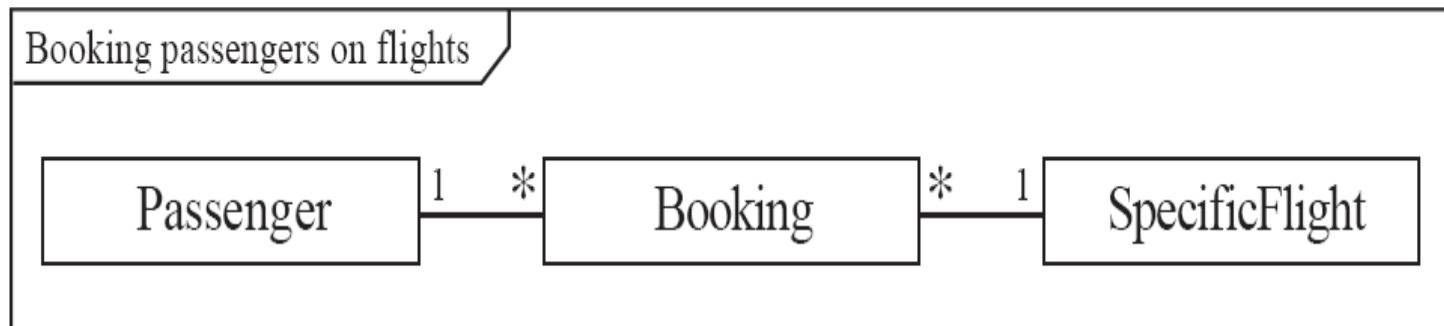 Booking passengers on flights
Passenger 1 * Booking * 1 SpecificFlight